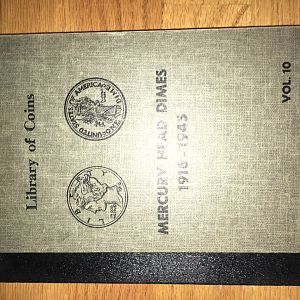 Library of Coins
MERCURY HEAD DIMES
1916-1945
VOL. 10